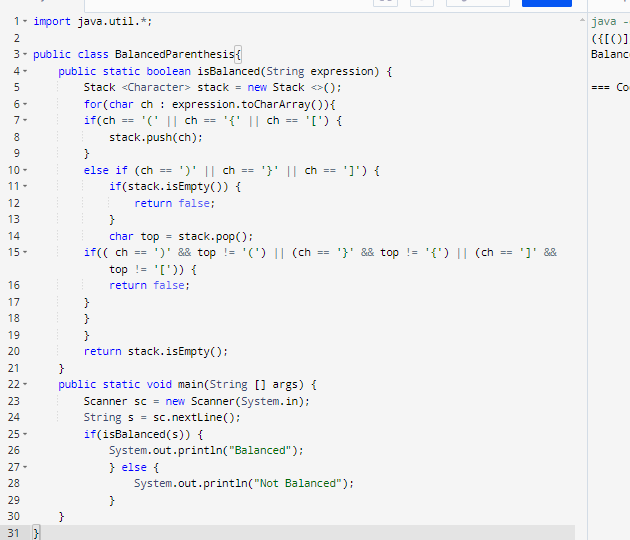 1 import java.util.*;
2
3 public class BalancedParenthesis{
4 public static boolean isBalanced(String expression) {
5 Stack <Character> stack = new Stack <>();
6 for(char ch : expression.toCharArray()){
7 if(ch == '(' || ch == '{' || ch == '[') {
8 stack.push(ch);
9 }
10 else if (ch == ')' || ch == '}' || ch == ']') {
11 if(stack.isEmpty()) {
12 return false;
13 }
14 char top = stack.pop();
15 if(( ch == ')' && top != '(') || (ch == '}' && top != '{') || (ch == ']' &&
top != '[')) {
16 return false;
17 }
18 }
19 }
20 return stack.isEmpty();
21 }
22 public static void main(String [] args) {
23 Scanner sc = new Scanner(System.in);
24 String s = sc.nextLine();
25 if(isBalanced(s)) {
26 System.out.println("Balanced");
27 } else {
28 System.out.println("Not Balanced");
29 }
30 }
31 }
java -
({[()]
Balanc
=== Co